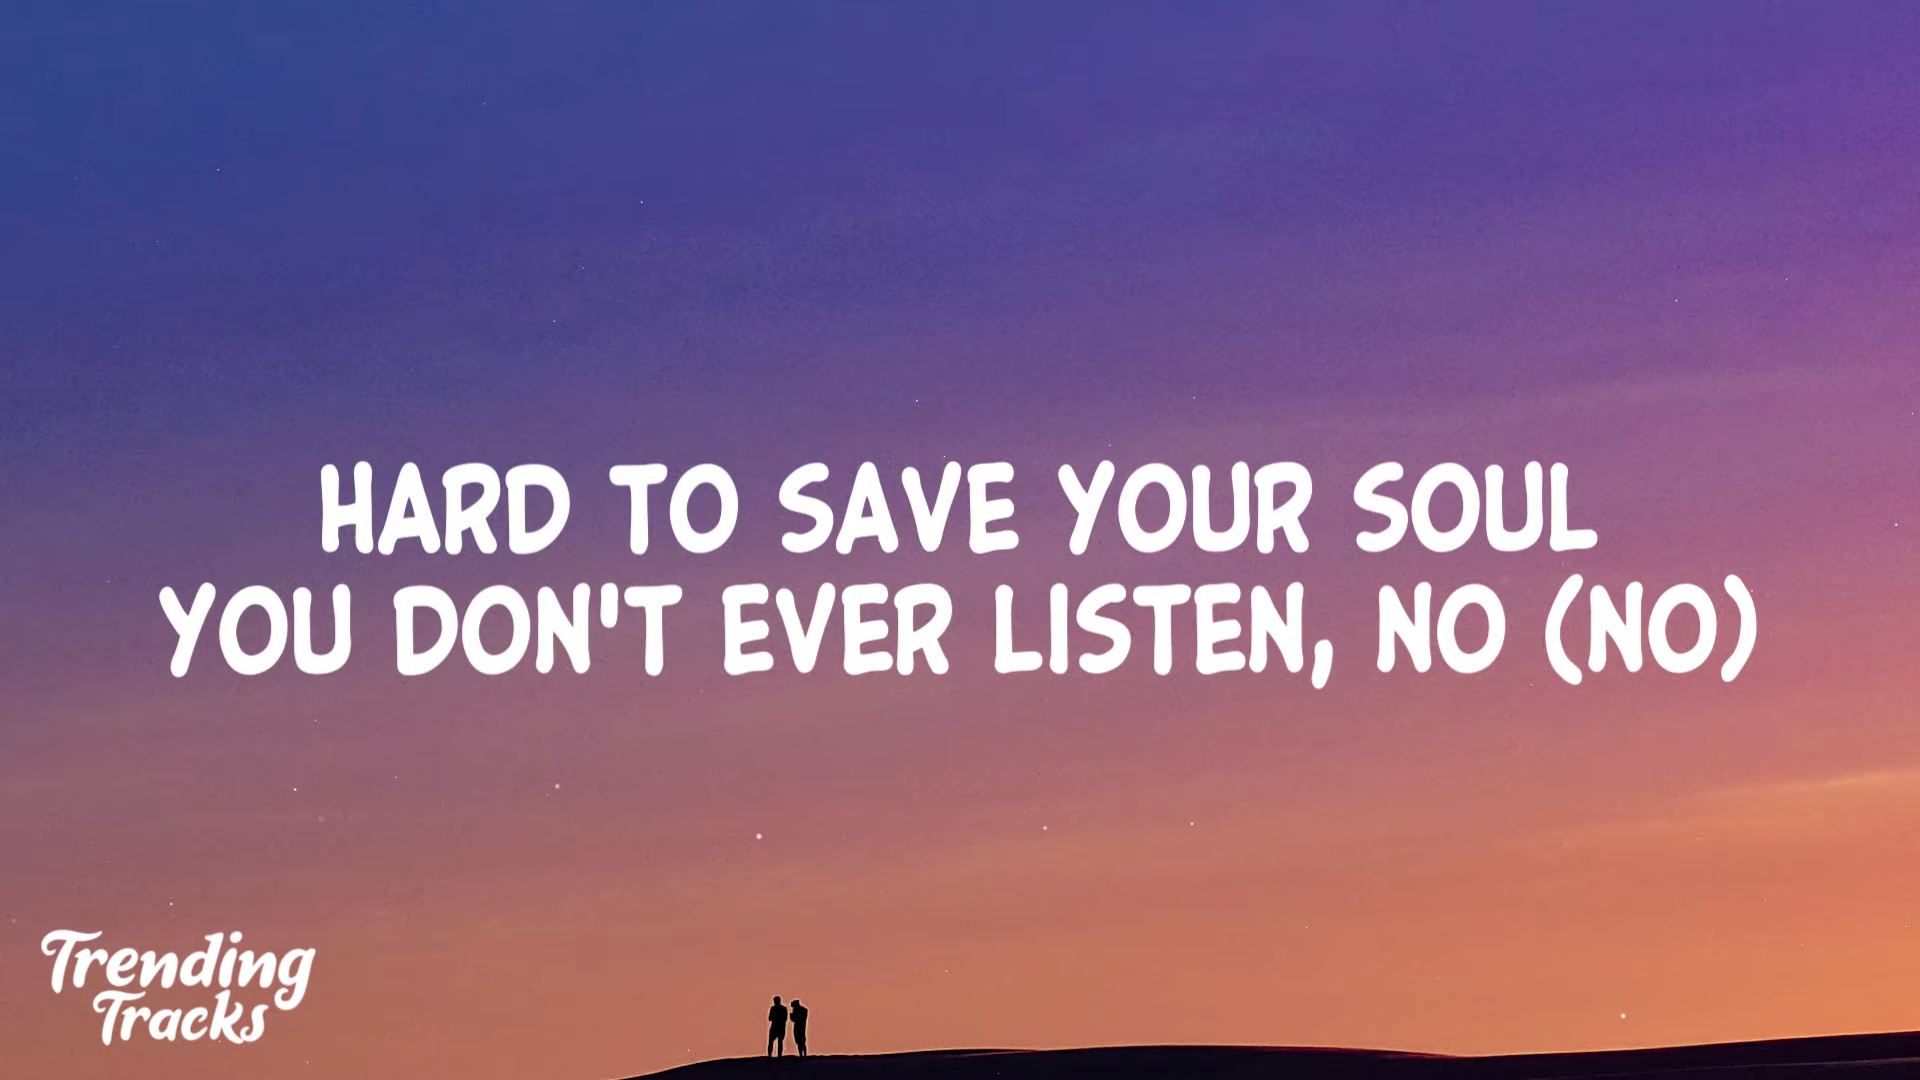 HARD TO SAVE YOUR SOUL
YOU DON'T EVER LISTEN, NO (NO)
Trending
Tracks